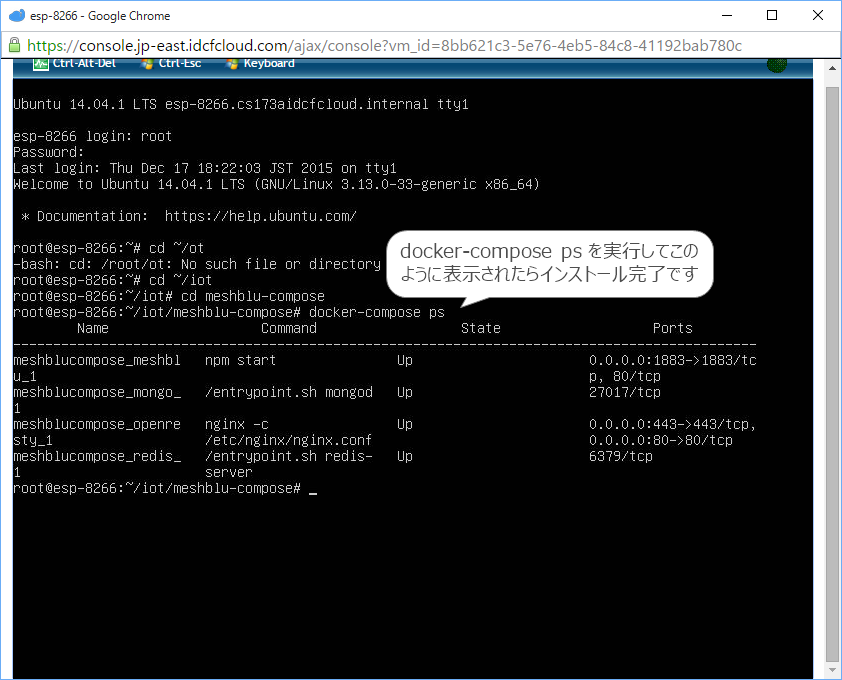 esp-8266 - Google Chrome
https://console.jp-east.idcfcloud.com/ajax/console?vm_id=8bb621c3-5e76-4eb5-84c8-41192bab780c
Ctrl-Alt-Del Ctrl-Esc Keyboard
Ubuntu 14.04.1 LTS esp-8266.cs173aidcfcloud.internal tty1
esp-8266 login: root
Password:
Last login: Thu Dec 17 18:22:03 JST 2015 on tty1
Welcome to Ubuntu 14.04.1 LTS (GNU/Linux 3.13.0-33-generic x86_64)
* Documentation:  https://help.ubuntu.com/
root@esp-8266:~# cd ~/ot
-bash: cd: /root/ot: No such file or directory
root@esp-8266:~# cd ~/iot
root@esp-8266:~/iot# cd meshblu-compose
root@esp-8266:~/iot/meshblu-compose# docker-compose ps
docker-compose ps を実行してこの
ように表示されたらインストール完了です
Name Command State Ports
--------------------------------------------------------------------------------------------
meshblucompose_meshbl npm start Up 0.0.0.0:1883->1883/tc
u_1 p, 80/tcp
meshblucompose_mongo_ /entrypoint.sh mongod Up 27017/tcp
1
meshblucompose_openre nginx -c Up 0.0.0.0:443->443/tcp,
sty_1 /etc/nginx/nginx.conf 0.0.0.0:80->80/tcp
meshblucompose_redis_ /entrypoint.sh redis- Up 6379/tcp
1 server
root@esp-8266:~/iot/meshblu-compose# _